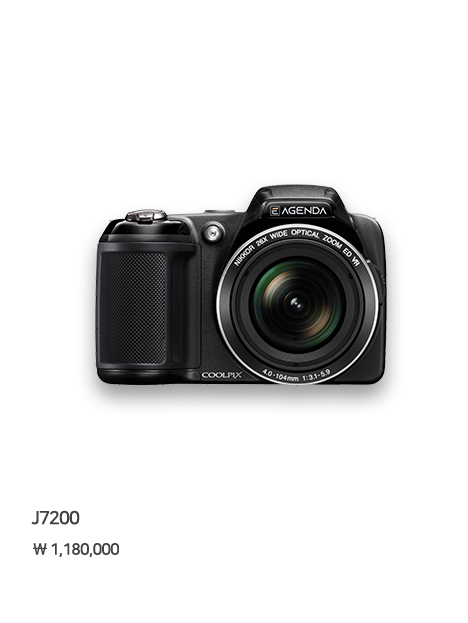 AGENDA
NIKKOR 26X WIDE OPTICAL ZOOM ED VR
COOLPIX
4.0-104mm 1:3.1-5.9
J7200
₩ 1,180,000